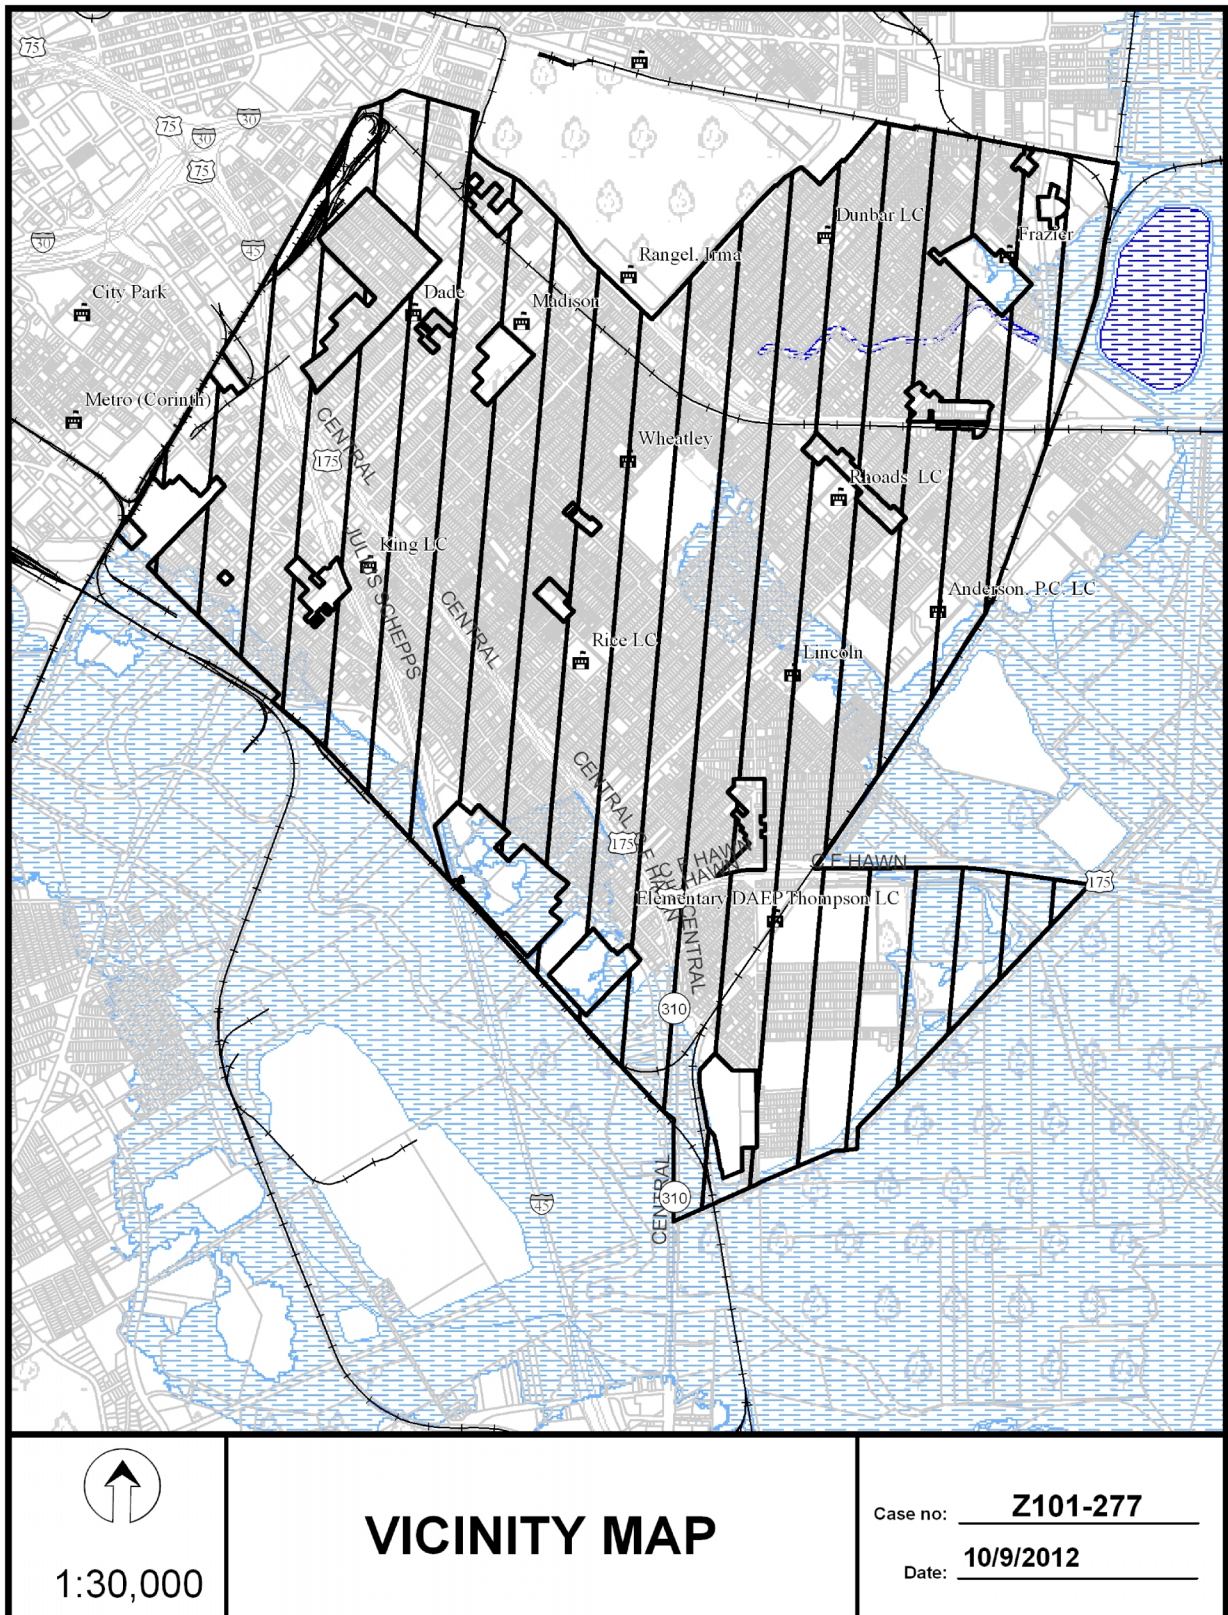 75
30
75
30
75
30
45
Dunbar LC
Frazier
Rangel, Irma
City Park
Dade
Madison
Metro (Corinth)
CENTRAL
Wheatley
175
Rhoads LC
King LC
JULIUS SCHEPPS
CENTRAL
Anderson, P.C. LC
Rice LC
Lincoln
CENTRAL
175
C F HAWN
C F HAWN
C F HAWN
175
Elementary DAEP
Thompson LC
CENTRAL
310
CENTRAL
310
45
1:30,000
VICINITY MAP
Case no: Z101-277
Date: 10/9/2012